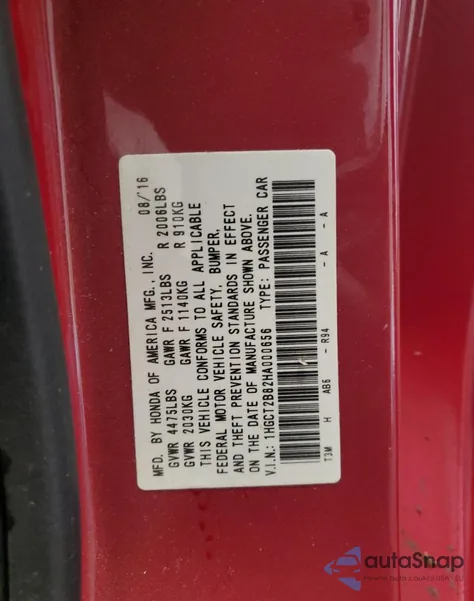 MFD. BY HONDA OF AMERICA MFG., INC. 08/'16
GVWR 4475LBS GAWR F 2513LBS R 2006LBS
GVWR 2030KG GAWR F 1140KG R 910KG
THIS VEHICLE CONFORMS TO ALL APPLICABLE
FEDERAL MOTOR VEHICLE SAFETY, BUMPER,
AND THEFT PREVENTION STANDARDS IN EFFECT
ON THE DATE OF MANUFACTURE SHOWN ABOVE.
V.I.N.: 1HGCT2B82HA000656 TYPE: PASSENGER CAR
T3M H AB6 - R94 - A - A
autaSnap